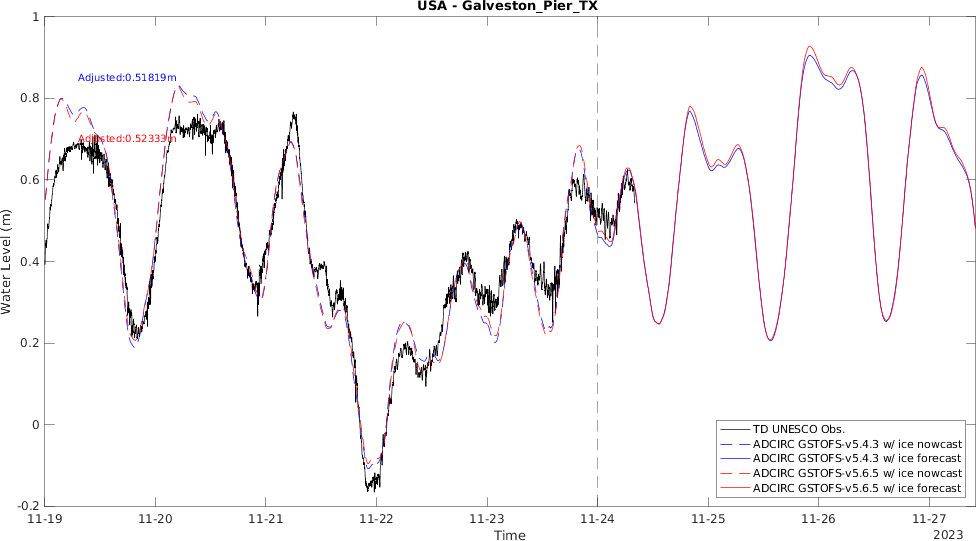 USA - Galveston_Pier_TX
1
0.8
0.6
0.4
0.2
0
-0.2
Water Level (m)
Adjusted:0.51819m
Adjusted:0.52333m
TD UNESCO Obs.
ADCIRC GSTOFS-v5.4.3 w/ ice nowcast
ADCIRC GSTOFS-v5.4.3 w/ ice forecast
ADCIRC GSTOFS-v5.6.5 w/ ice nowcast
ADCIRC GSTOFS-v5.6.5 w/ ice forecast
11-19 11-20 11-21 11-22 11-23 11-24 11-25 11-26 11-27
Time
2023